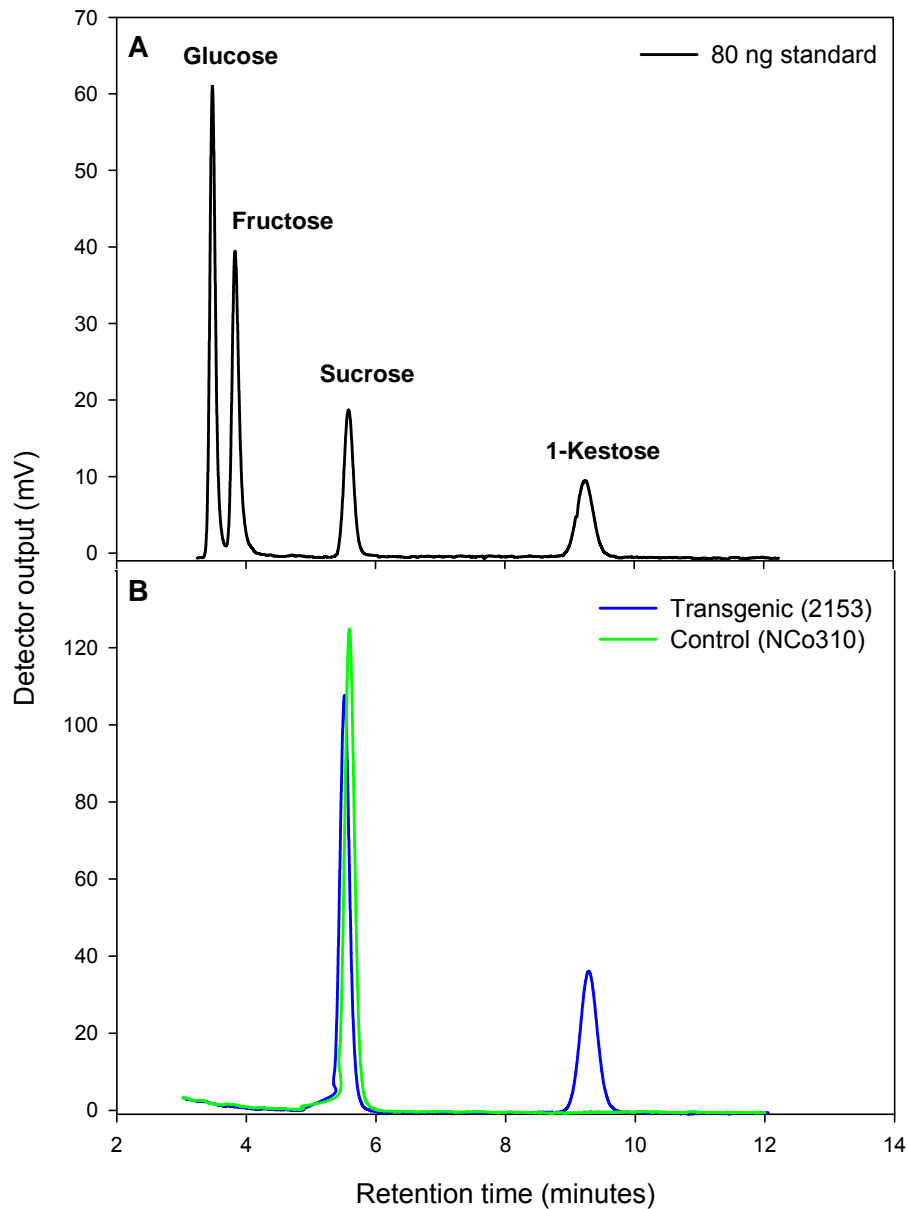 70
A
Glucose
80 ng standard
60
50
Fructose
40
30
Sucrose
20
1-Kestose
10
0
Detector output (mV)
B
Transgenic (2153)
Control (NCo310)
120
100
80
60
40
20
0
2 4 6 8 10 12 14
Retention time (minutes)